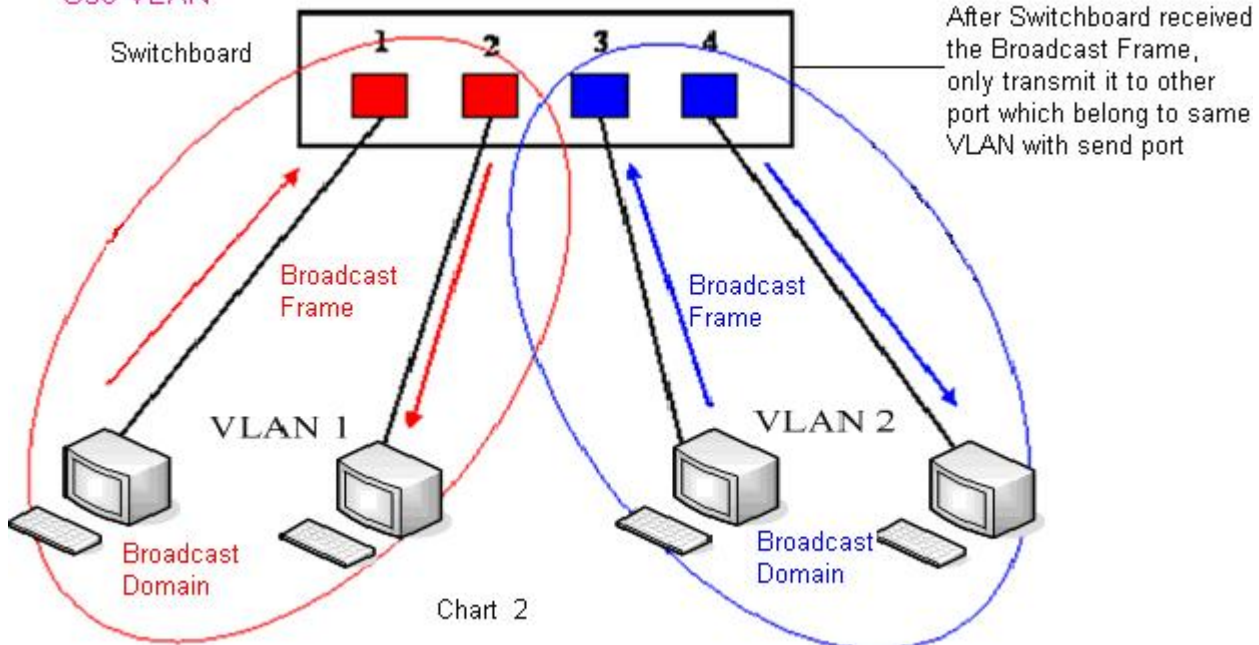 Use VLAN
Switchboard
1 2 3 4
After Switchboard received
the Broadcast Frame,
only transmit it to other
port which belong to same
VLAN with send port
Broadcast
Frame
Broadcast
Frame
VLAN 1
VLAN 2
Broadcast
Domain
Broadcast
Domain
Chart 2